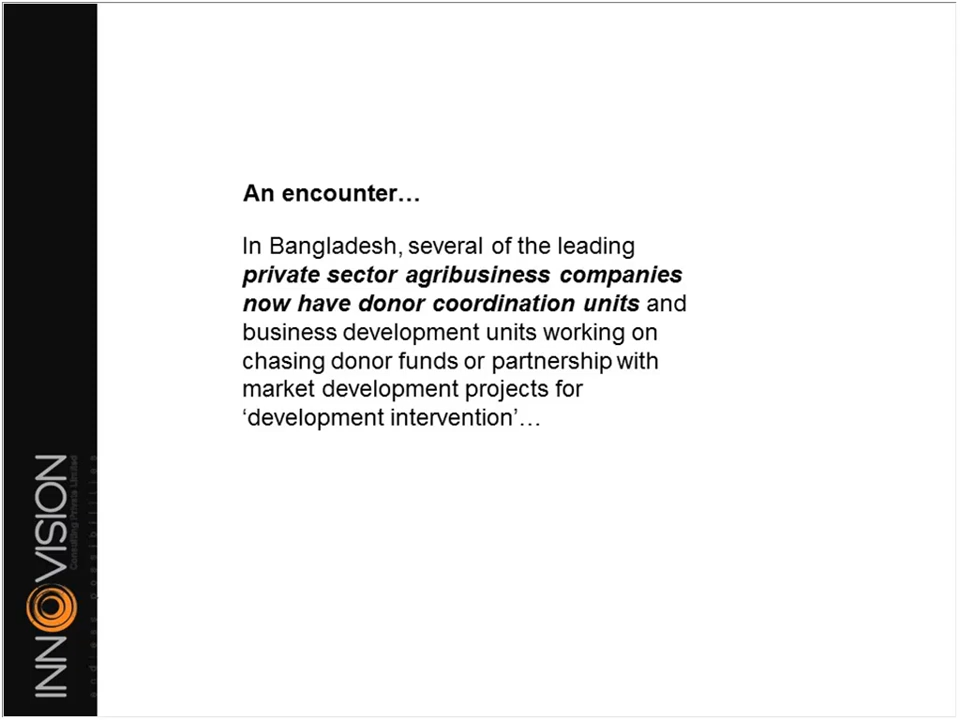 An encounter…
In Bangladesh, several of the leading
private sector agribusiness companies
now have donor coordination units and
business development units working on
chasing donor funds or partnership with
market development projects for
‘development intervention’…
INNOVISION
Consulting Private Limited
endless possibilities